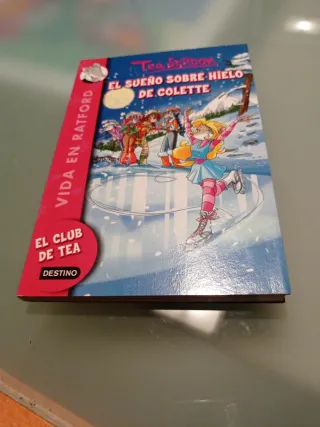 Tea Stilton
EL SUEÑO SOBRE HIELO
DE COLETTE
VIDA EN RATFORD
EL CLUB
DE TEA
DESTINO